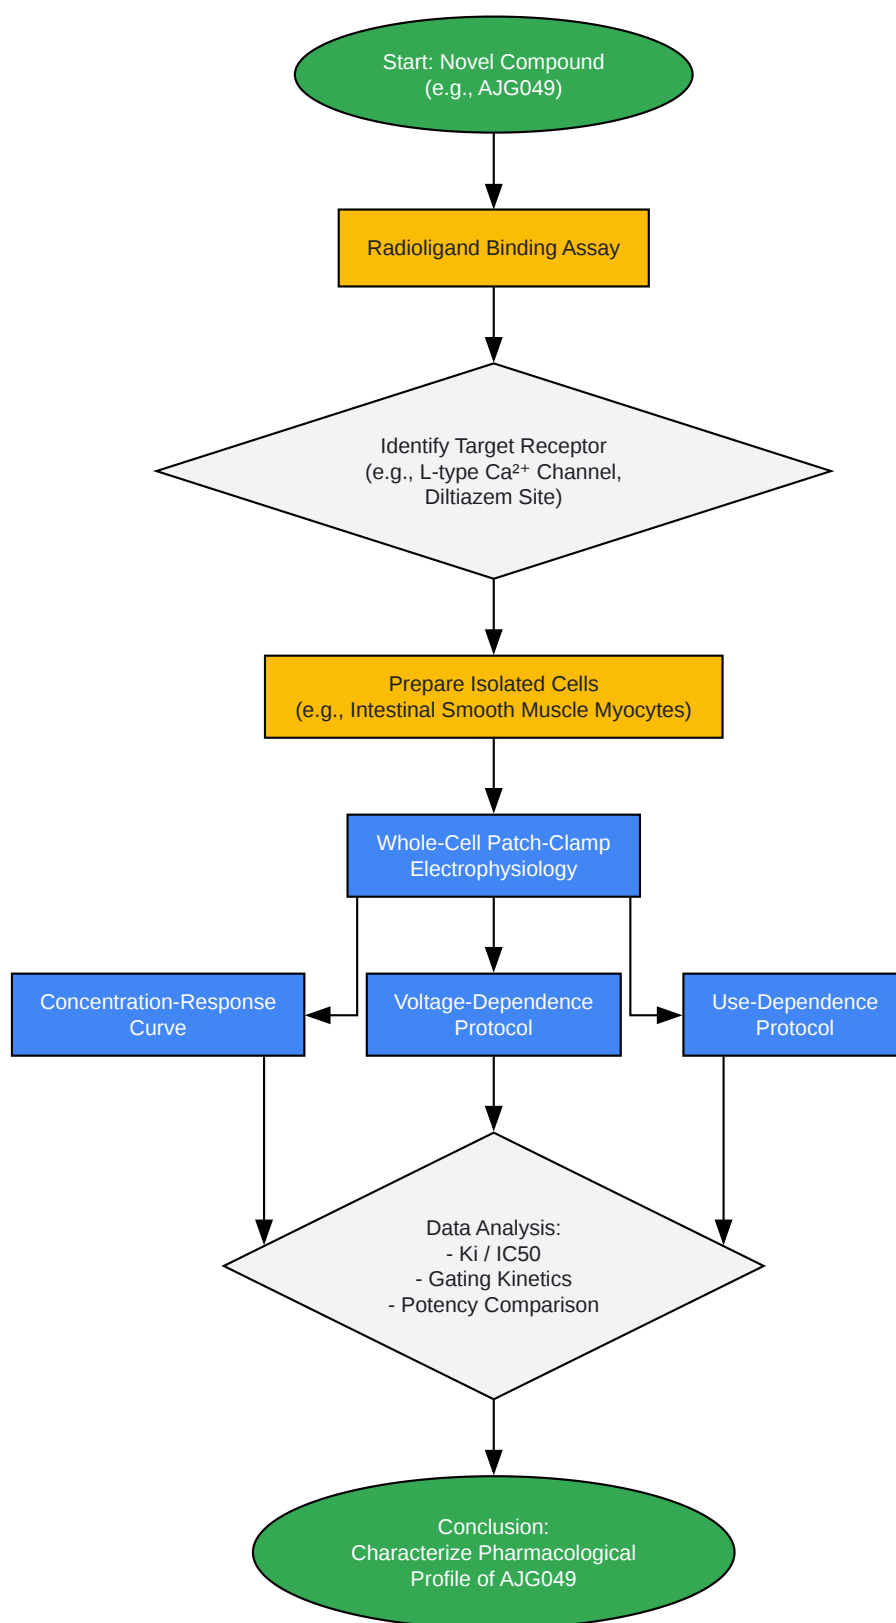 Start: Novel Compound
(e.g., AJG049)
Radioligand Binding Assay
Identify Target Receptor
(e.g., L-type Ca²⁺ Channel,
Diltiazem Site)
Prepare Isolated Cells
(e.g., Intestinal Smooth Muscle Myocytes)
Whole-Cell Patch-Clamp
Electrophysiology
Concentration-Response
Curve
Voltage-Dependence
Protocol
Use-Dependence
Protocol
Data Analysis:
- Ki / IC50
- Gating Kinetics
- Potency Comparison
Conclusion:
Characterize Pharmacological
Profile of AJG049